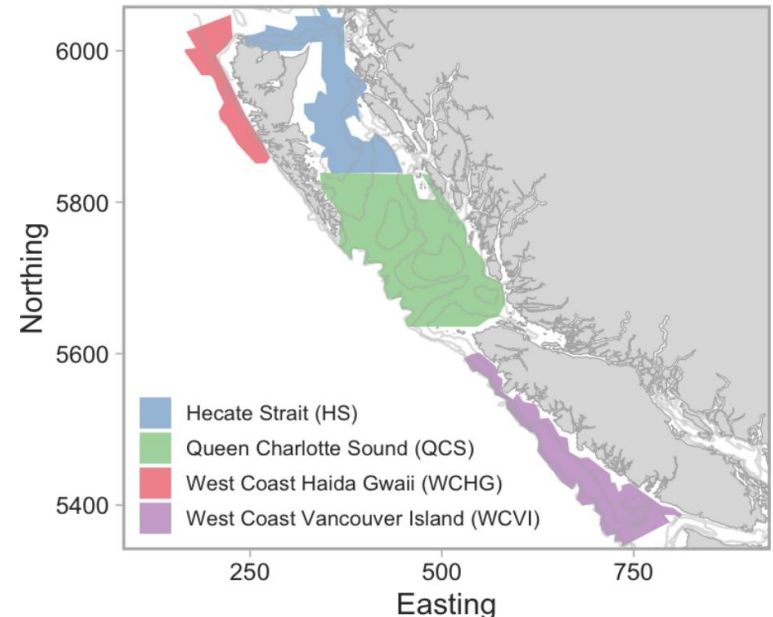 6000
5800
5600
5400
Northing
Hecate Strait (HS)
Queen Charlotte Sound (QCS)
West Coast Haida Gwaii (WCHG)
West Coast Vancouver Island (WCVI)
250 500 750
Easting